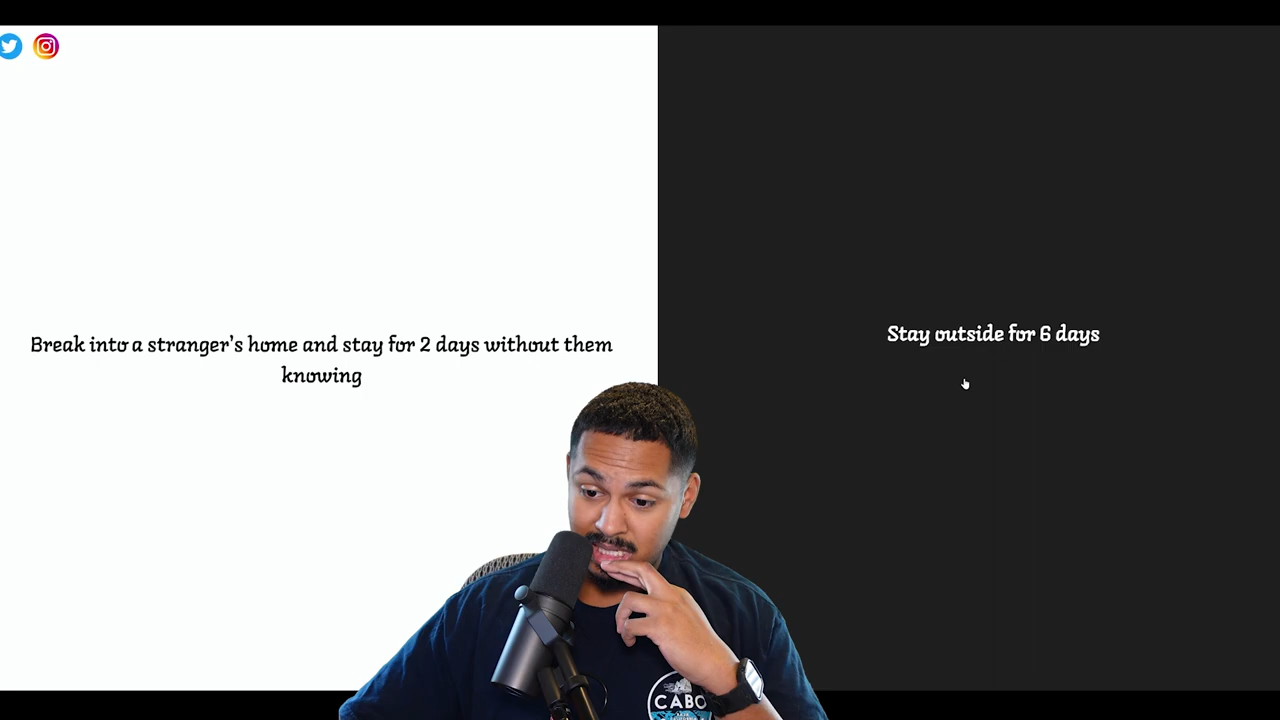 Break into a stranger's home and stay for 2 days without them
knowing
Stay outside for 6 days
CABO